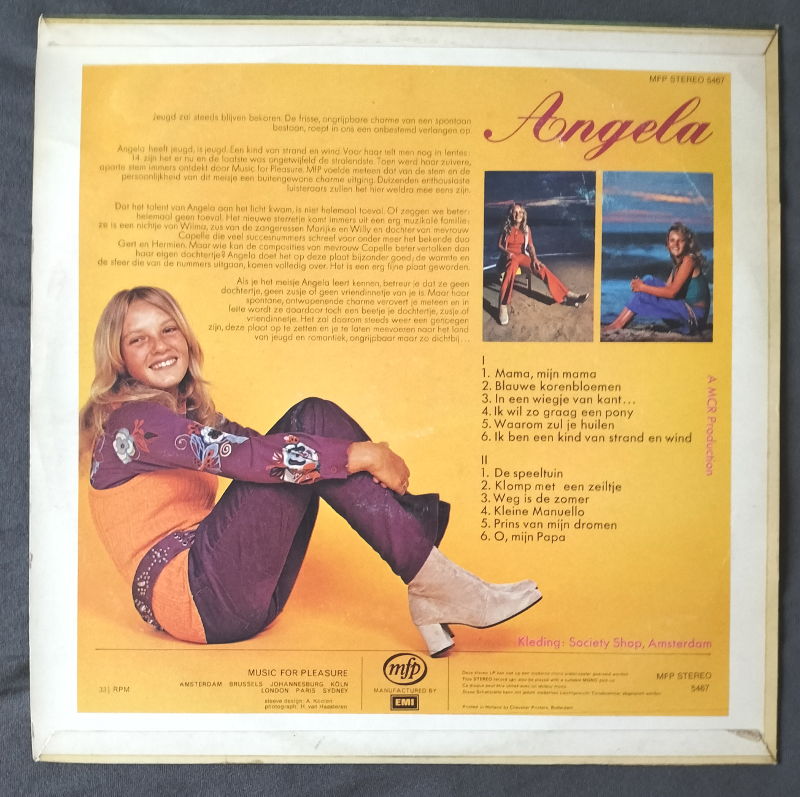 MFP STEREO 5467
Angela
Jeugd zal steeds blijven bekoren. De frisse, ongrijpbare charme van een spontaan
bestaan, roept in ons een onbestemd verlangen op.
Angela heeft jeugd, is jeugd. Een kind van strand en wind. Voor haar telt men nog in lentes:
14 zijn het er nu en de laatste was ongetwijfeld de stralendste. Toen werd haar zuivere,
aparte stem immers ontdekt door Music for Pleasure. MFP voelde meteen dat van de stem en de
persoonlijkheid van dit meisje een buitengewone charme uitging. Duizenden enthousiaste
luisteraars zullen het hier weldra mee eens zijn.
Dat het talent van Angela aan het licht kwam, is niet helemaal toeval. Of zeggen we beter:
helemaal geen toeval. Het nieuwe sterretje komt immers uit een erg muzikale familie:
ze is een nichtje van Wilma, zus van de zangeressen Marijke en Willy en dochter van mevrouw
Capelle die veel succesnummers schreef voor onder meer het bekende duo
Gert en Hermien. Maar wie kan de composities van mevrouw Capelle beter vertolken dan
haar eigen dochtertje? Angela doet het op deze plaat bijzonder goed; de warmte en
de sfeer die van de nummers uitgaan, komen volledig over. Het is een erg fijne plaat geworden.
Als je het meisje Angela leert kennen, betreur je dat ze geen
dochtertje, geen zusje of geen vriendinnetje van je is. Maar haar
spontane, ontwapenende charme verovert je meteen en in
feite wordt ze daardoor toch een beetje je dochtertje, zusje of
vriendinnetje. Het zal daarom steeds weer een genoegen
zijn, deze plaat op te zetten en je te laten meevoeren naar het land
van jeugd en romantiek, ongrijpbaar maar zo dichtbij...
I
1. Mama, mijn mama
2. Blauwe korenbloemen
3. In een wiegje van kant...
4. Ik wil zo graag een pony
5. Waarom zul je huilen
6. Ik ben een kind van strand en wind
II
1. De speeltuin
2. Klomp met een zeiltje
3. Weg is de zomer
4. Kleine Manuello
5. Prins van mijn dromen
6. O, mijn Papa
A MCR Production
Kleding: Society Shop, Amsterdam
33⅓ RPM
MUSIC FOR PLEASURE
AMSTERDAM BRUSSELS JOHANNESBURG KÖLN
LONDON PARIS SYDNEY
sleeve design: A.
photograph: H. van Haasteren
mfp
MANUFACTURED BY
EMI
Printed in Holland by
MFP STEREO
5467